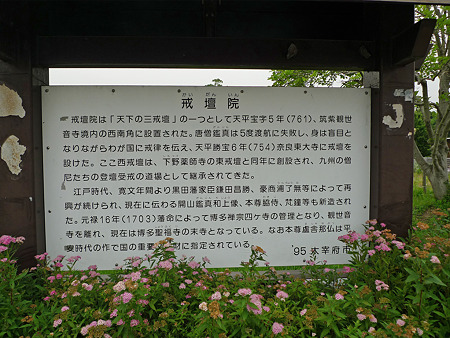 かい だん いん
戒壇院
戒壇院は「天下の三戒壇」の一つとして天平宝字5年(761)、筑紫観世
音寺境内の西南角に設置された。唐僧鑑真は5度渡航に失敗し、身は盲目と
なりながらわが国に戒律を伝え、天平勝宝6年(754)奈良東大寺に戒壇を
設けた。ここ西戒壇は、下野薬師寺の東戒壇と同年に創設され、九州の僧
尼たちの登壇受戒の道場として継承されてきた。
江戸時代、寛文年間より黒田藩家臣鎌田昌勝、豪商浦了無等によって再
興が続けられ、現在に伝わる開山鑑真和上像、本尊脇侍、梵鐘等も新造され
た。元禄16年(1703)藩命によって博多禅宗四ケ寺の管理となり、観世音
寺を離れ、現在は博多聖福寺の末寺となっている。なお本尊盧舎那仏は平
安時代の作で国の重要 財に指定されている。
'95 太宰府市